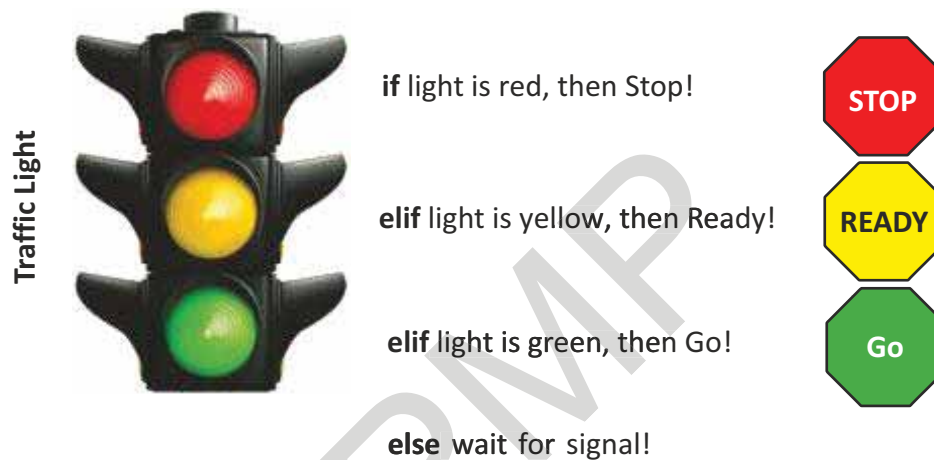 Traffic Light
if light is red, then Stop!
STOP
elif light is yellow, then Ready!
READY
elif light is green, then Go!
Go
else wait for signal!
RMP